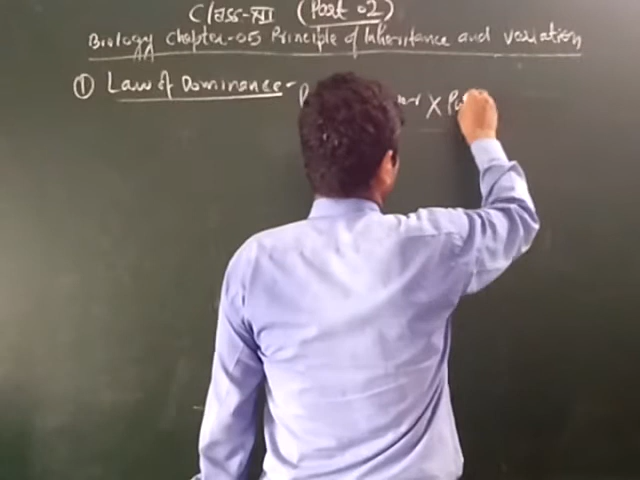 Class-XII (Part 02)
Biology Chapter-05 Principle of Inheritance and variation
① Law of Dominance - X